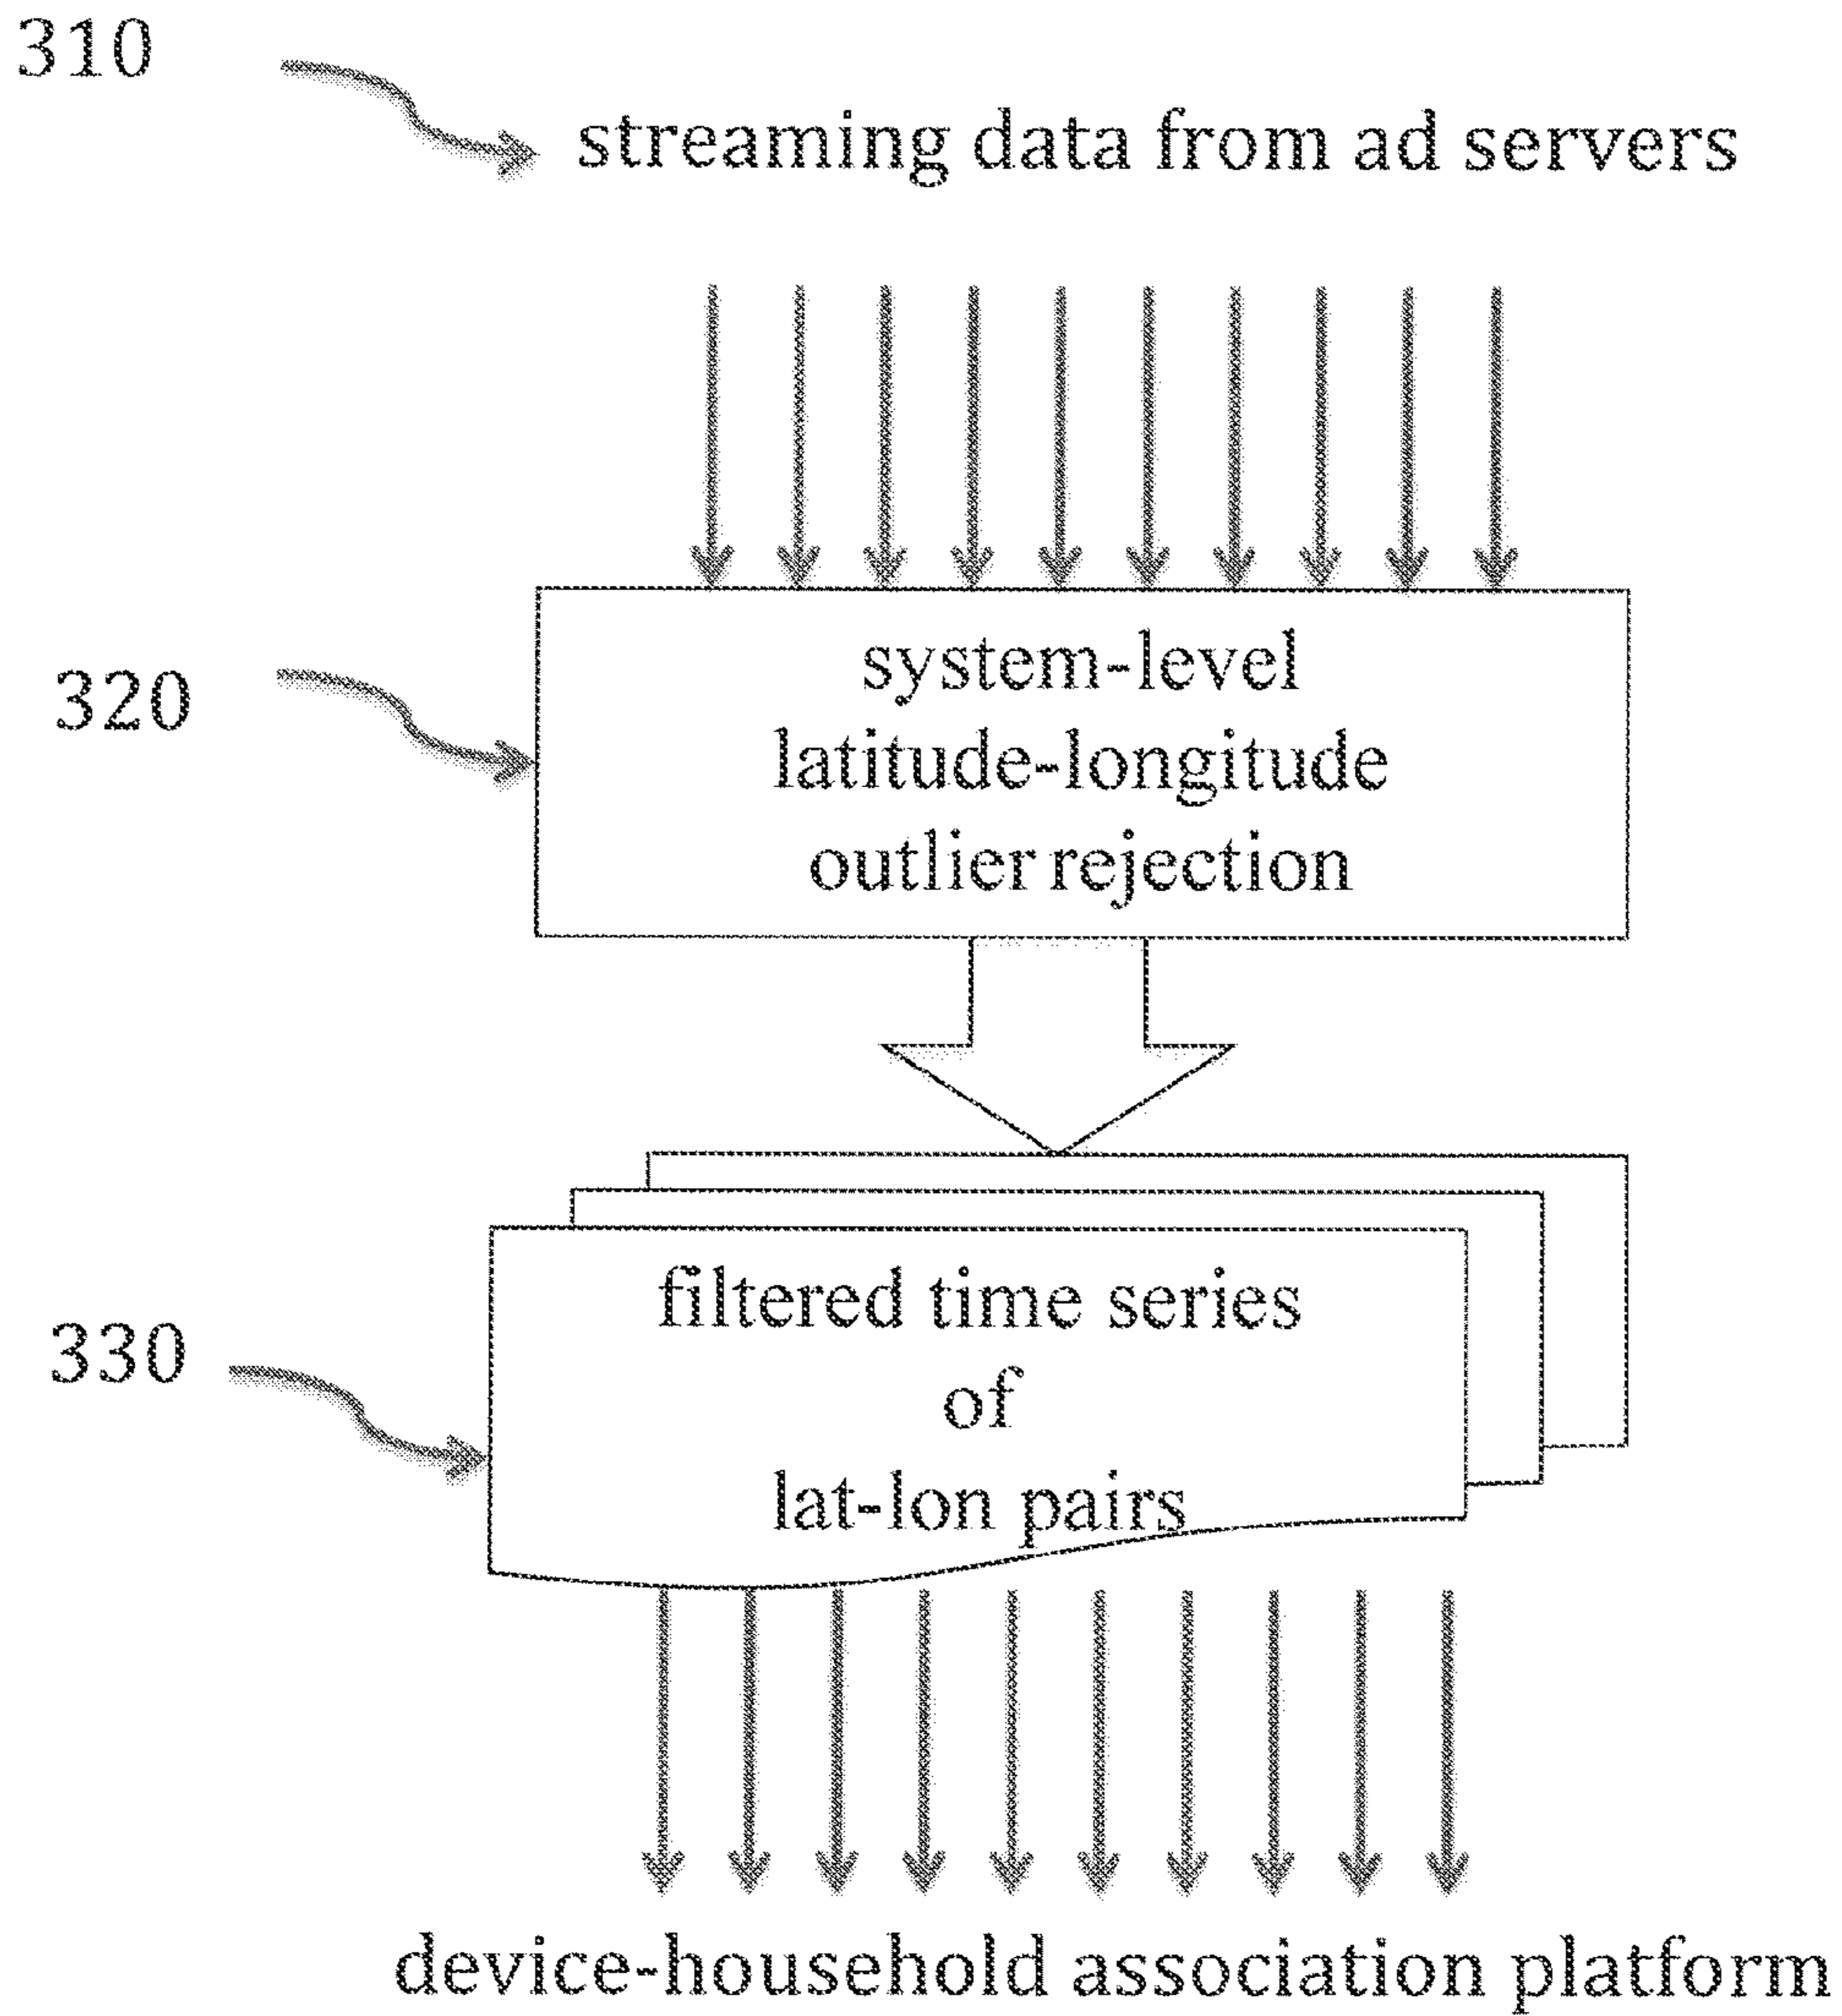 310
streaming data from ad servers
320
system-level
latitude-longitude
outlier rejection
330
filtered time series
of
lat-lon pairs
device-household association platform